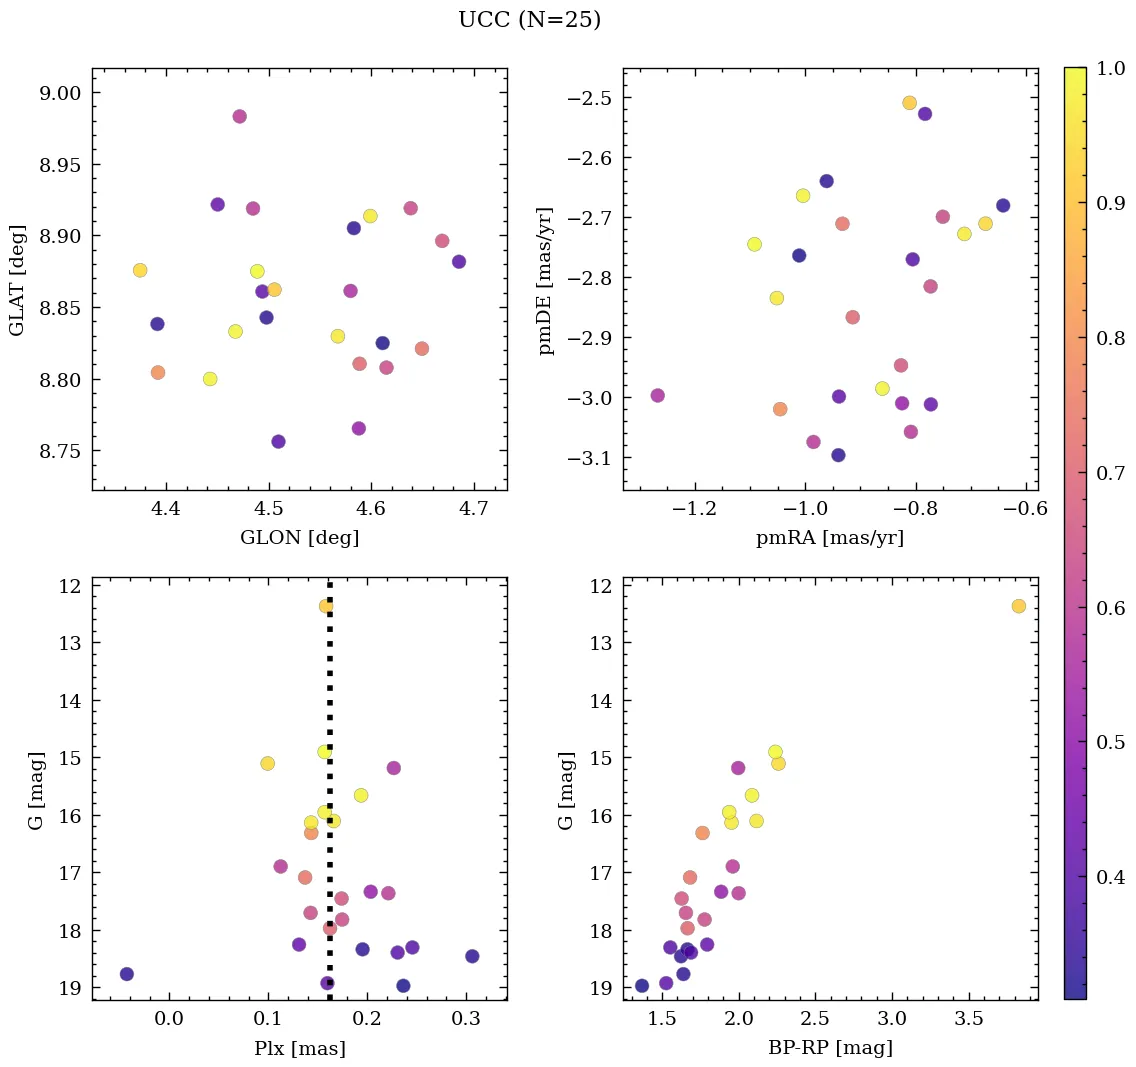 UCC (N=25)
9.00
8.95
8.90
8.85
8.80
8.75
GLAT [deg]
4.4 4.5 4.6 4.7
GLON [deg]
−2.5
−2.6
−2.7
−2.8
−2.9
−3.0
−3.1
pmDE [mas/yr]
−1.2 −1.0 −0.8 −0.6
pmRA [mas/yr]
1.0
0.9
0.8
0.7
0.6
0.5
0.4
12
13
14
15
16
17
18
19
G [mag]
0.0 0.1 0.2 0.3
Plx [mas]
12
13
14
15
16
17
18
19
G [mag]
1.5 2.0 2.5 3.0 3.5
BP-RP [mag]